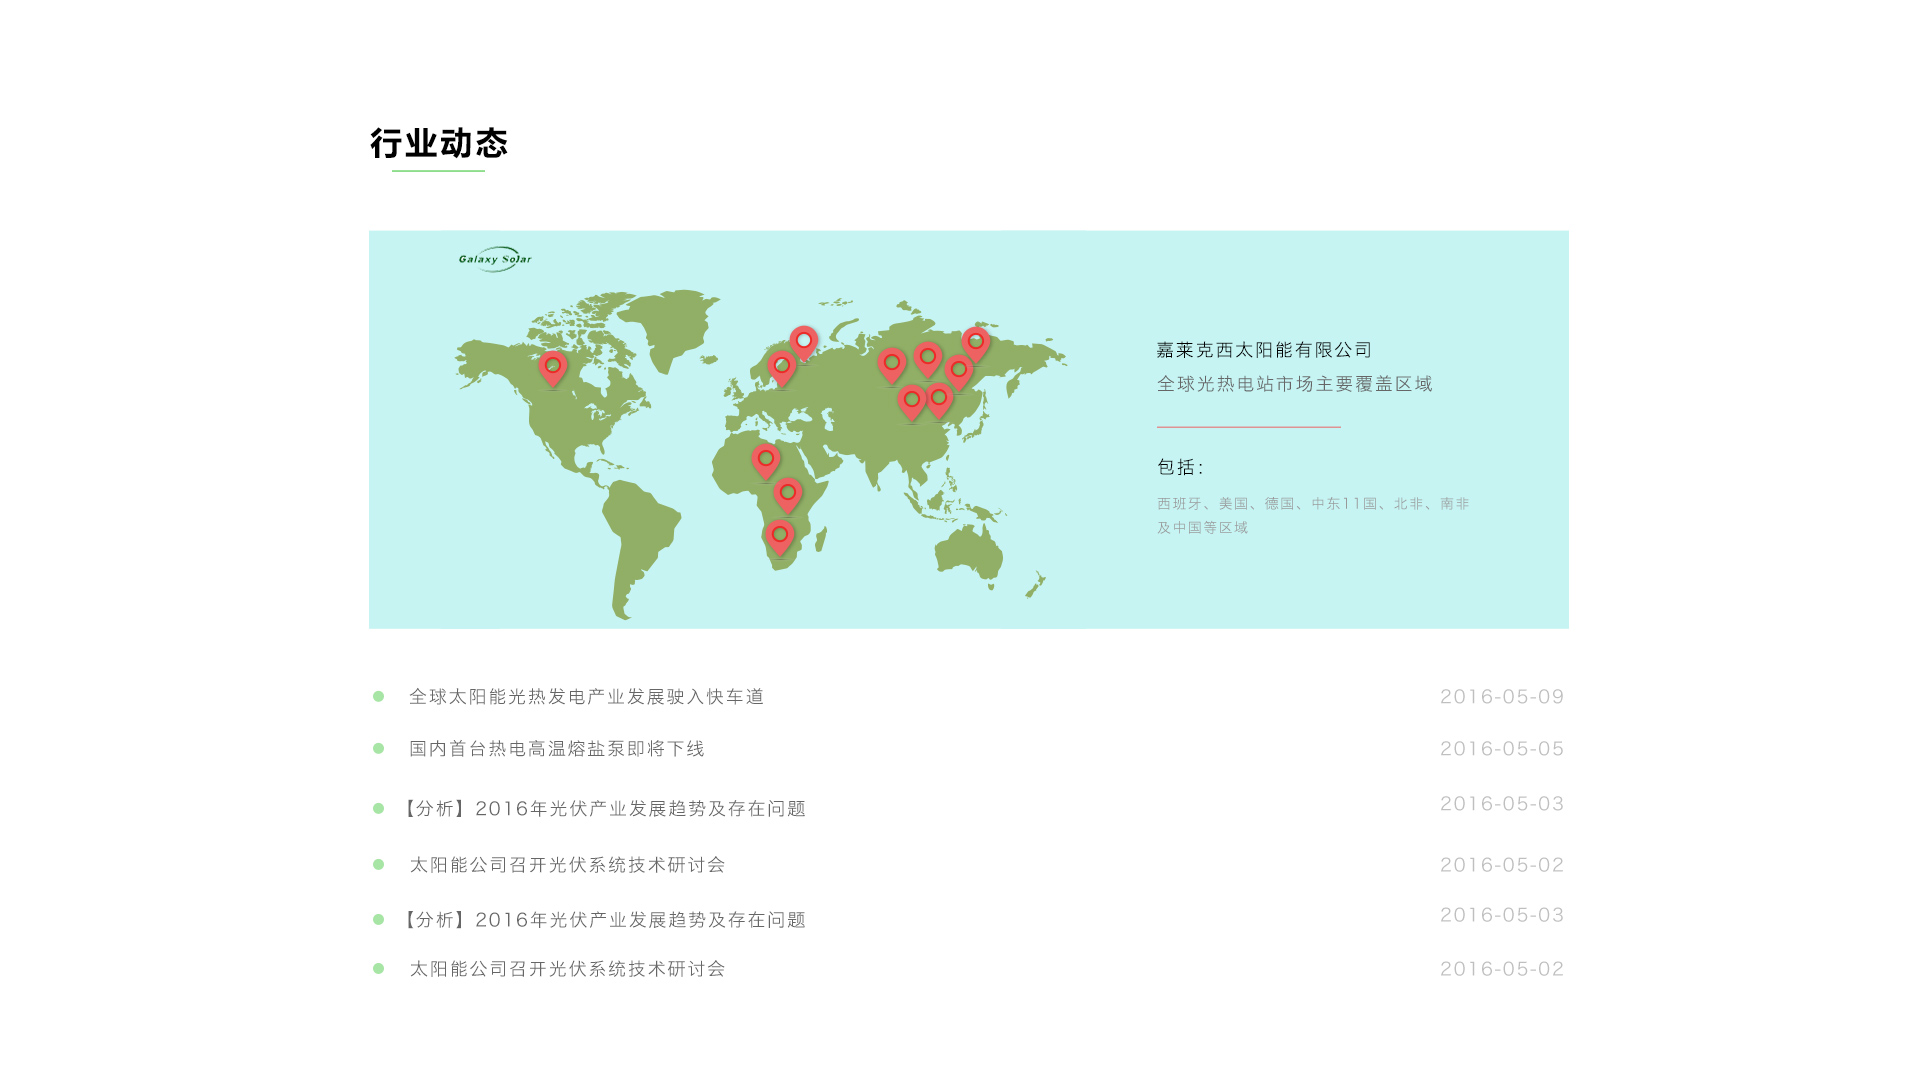 行业动态
Galaxy Solar
嘉莱克西太阳能有限公司
全球光热电站市场主要覆盖区域
包括:
西班牙、美国、德国、中东11国、北非、南非
及中国等区域
全球太阳能光热发电产业发展驶入快车道 2016-05-09
国内首台热电高温熔盐泵即将下线 2016-05-05
【分析】2016年光伏产业发展趋势及存在问题 2016-05-03
太阳能公司召开光伏系统技术研讨会 2016-05-02
【分析】2016年光伏产业发展趋势及存在问题 2016-05-03
太阳能公司召开光伏系统技术研讨会 2016-05-02